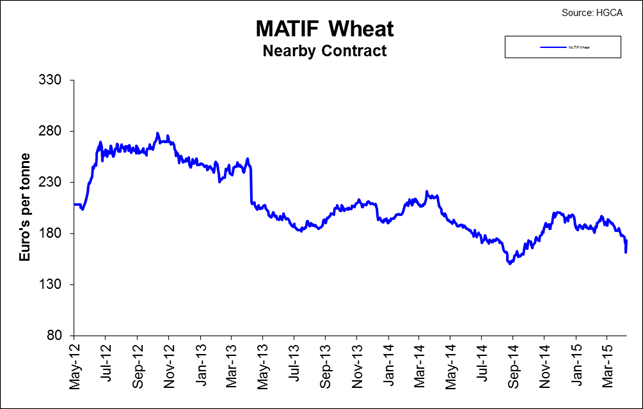 Source: HGCA
MATIF Wheat
Nearby Contract
MATIF Wheat
Euro's per tonne
330
280
230
180
130
80
May-12
Jul-12
Sep-12
Nov-12
Jan-13
Mar-13
May-13
Jul-13
Sep-13
Nov-13
Jan-14
Mar-14
May-14
Jul-14
Sep-14
Nov-14
Jan-15
Mar-15